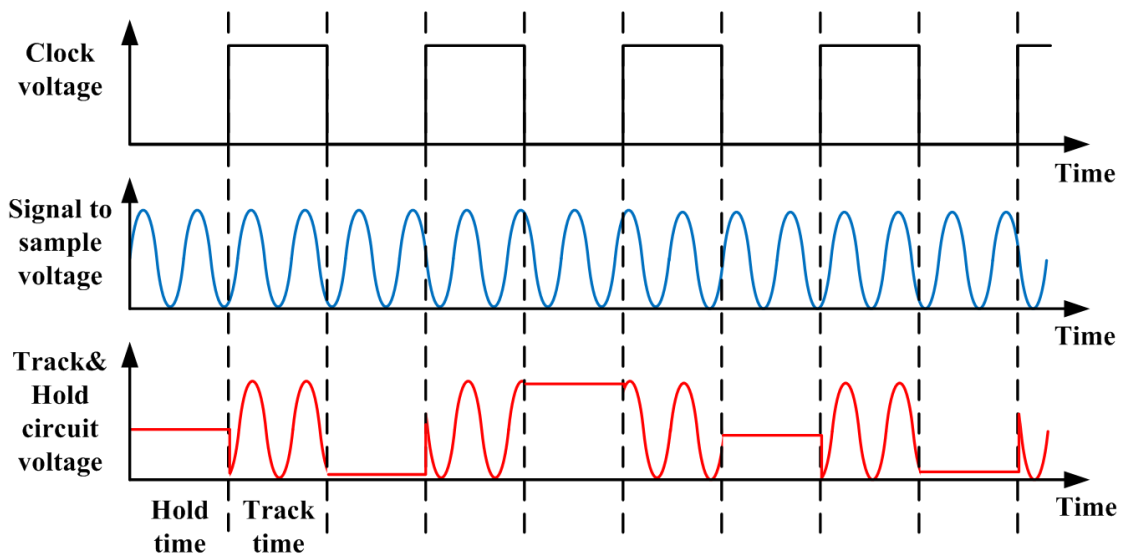 Clock
voltage
Time
Signal to
sample
voltage
Time
Track&
Hold
circuit
voltage
Time
Hold
time
Track
time